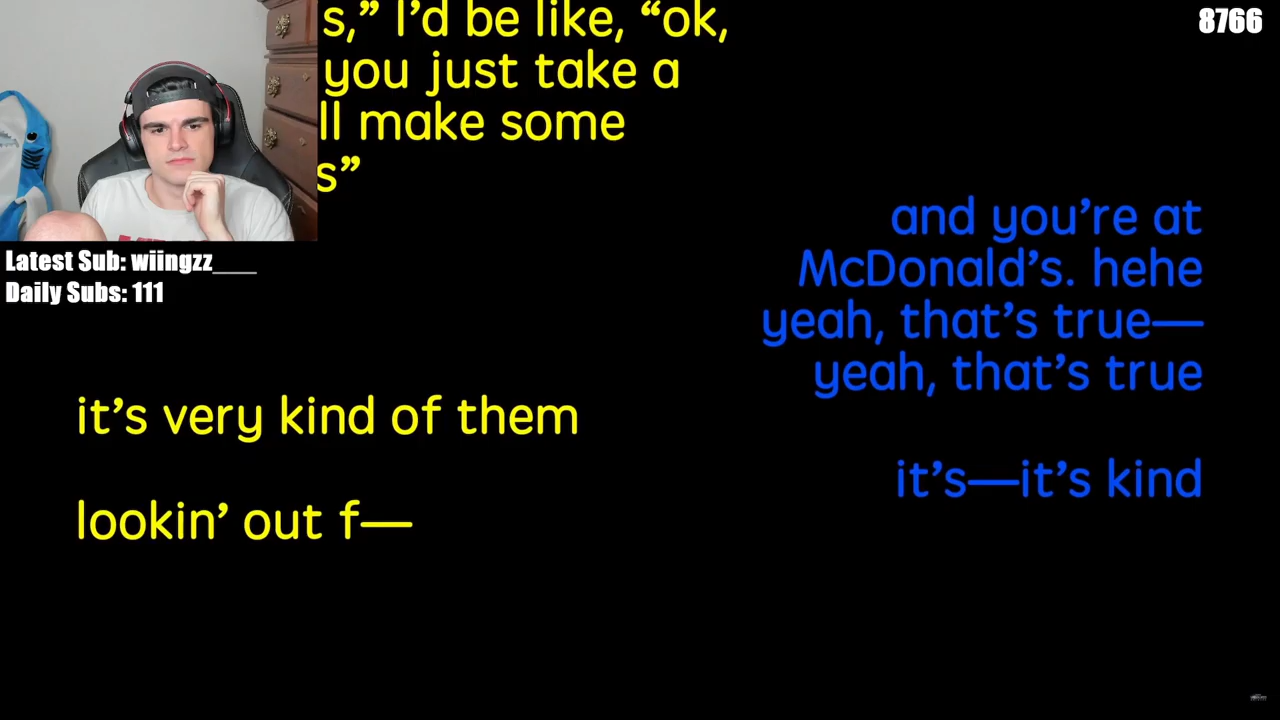 s,” I’d be like, “ok,
you just take a
ll make some
s”
8766
and you’re at
McDonald’s. hehe
yeah, that’s true—
yeah, that’s true
Latest Sub: wiingzz___
Daily Subs: 111
it’s very kind of them
it’s—it’s kind
lookin’ out f—